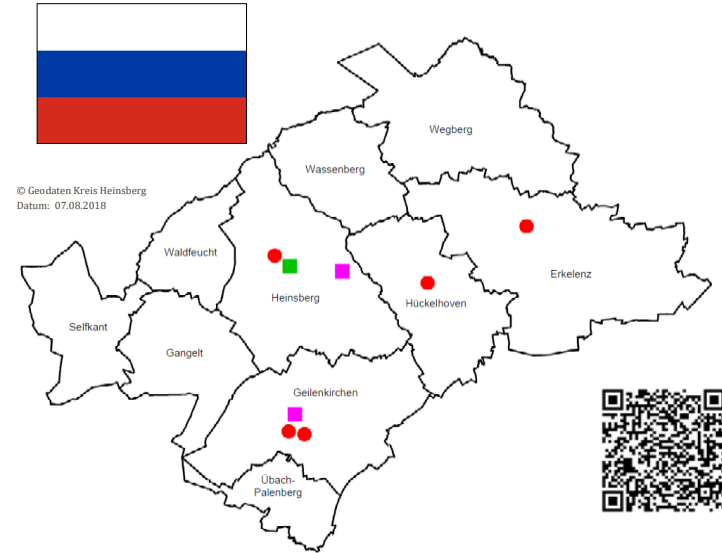 Wegberg
Wassenberg
© Geodaten Kreis Heinsberg
Datum: 07.08.2018
Waldfeucht
Erkelenz
Heinsberg
Hückelhoven
Selfkant
Gangelt
Geilenkirchen
Übach-
Palenberg